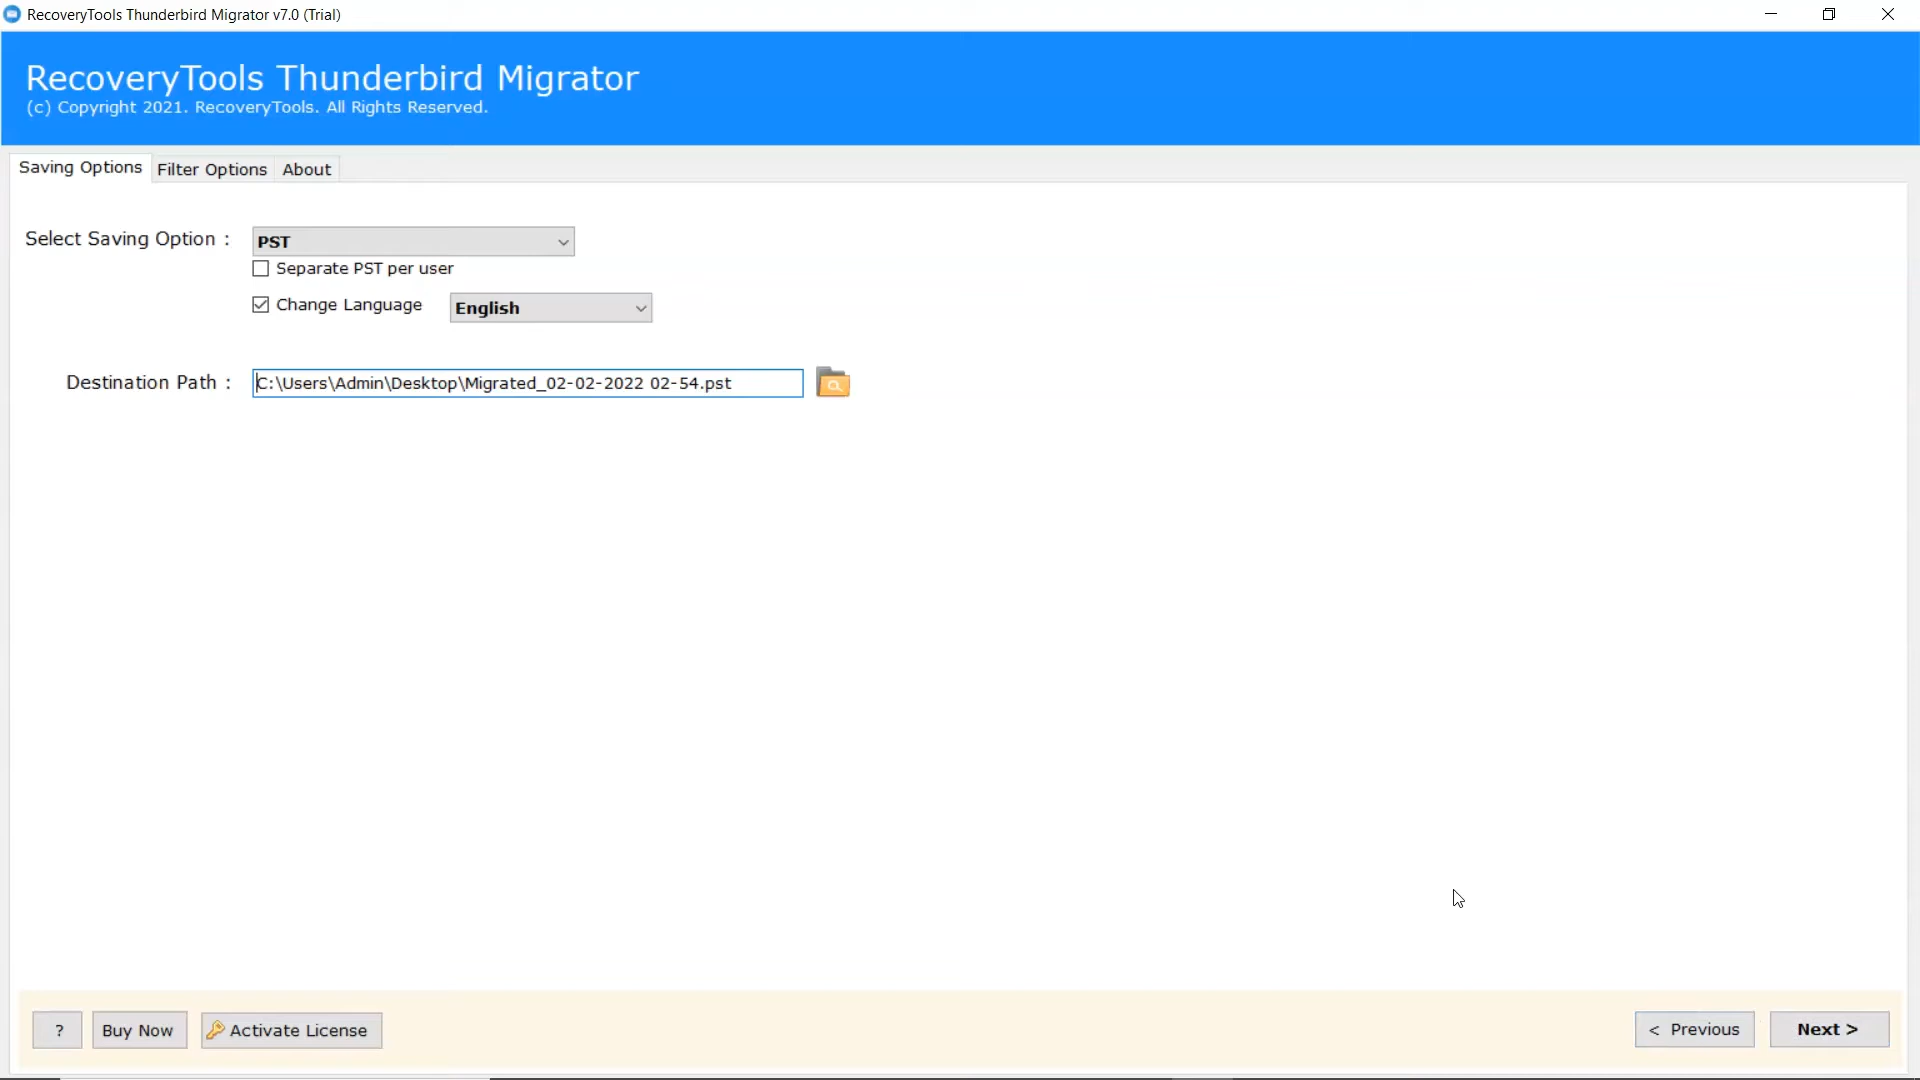 RecoveryTools Thunderbird Migrator v7.0 (Trial)
RecoveryTools Thunderbird Migrator
(c) Copyright 2021. RecoveryTools. All Rights Reserved.
Saving Options Filter Options About
Select Saving Option : PST
Separate PST per user
Change Language English
Destination Path : C:\Users\Admin\Desktop\Migrated_02-02-2022 02-54.pst
? Buy Now Activate License < Previous Next >